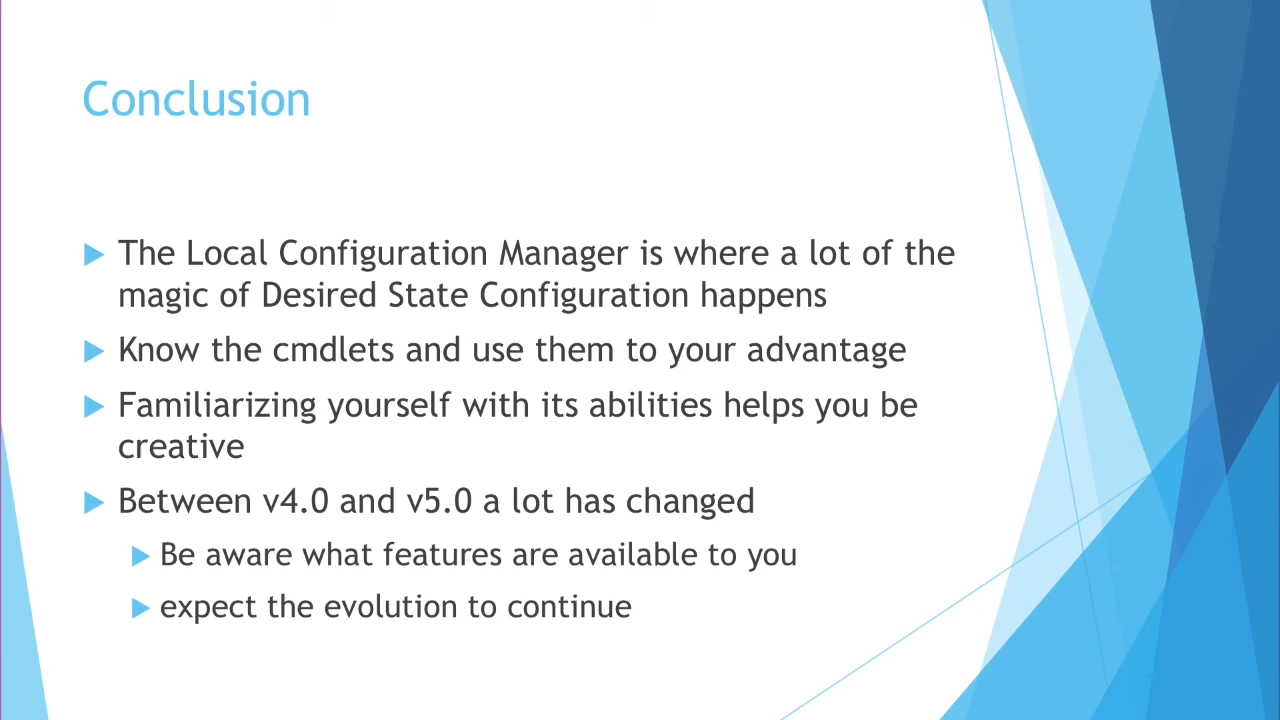 Conclusion
The Local Configuration Manager is where a lot of the
magic of Desired State Configuration happens
Know the cmdlets and use them to your advantage
Familiarizing yourself with its abilities helps you be
creative
Between v4.0 and v5.0 a lot has changed
Be aware what features are available to you
expect the evolution to continue